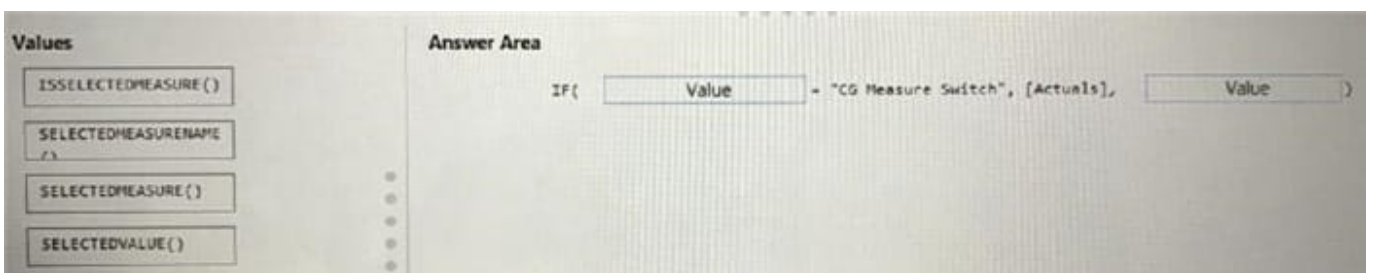 Values
Answer Area
ISSELECTEDMEASURE()
IF( Value = "CG Measure Switch", [Actuals], Value )
SELECTEDMEASURENAME
()
SELECTEDMEASURE()
SELECTEDVALUE()